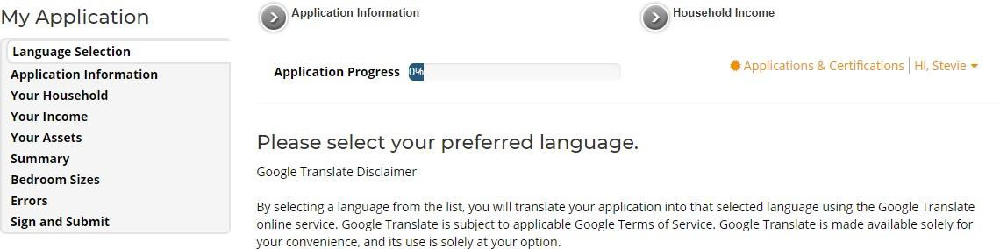 My Application
Language Selection
Application Information
Your Household
Your Income
Your Assets
Summary
Bedroom Sizes
Errors
Sign and Submit
Application Information
Household Income
Application Progress 0%
Applications & Certifications Hi, Stevie
Please select your preferred language.
Google Translate Disclaimer
By selecting a language from the list, you will translate your application into that selected language using the Google Translate
online service. Google Translate is subject to applicable Google Terms of Service. Google Translate is made available solely for
your convenience, and its use is solely at your option.